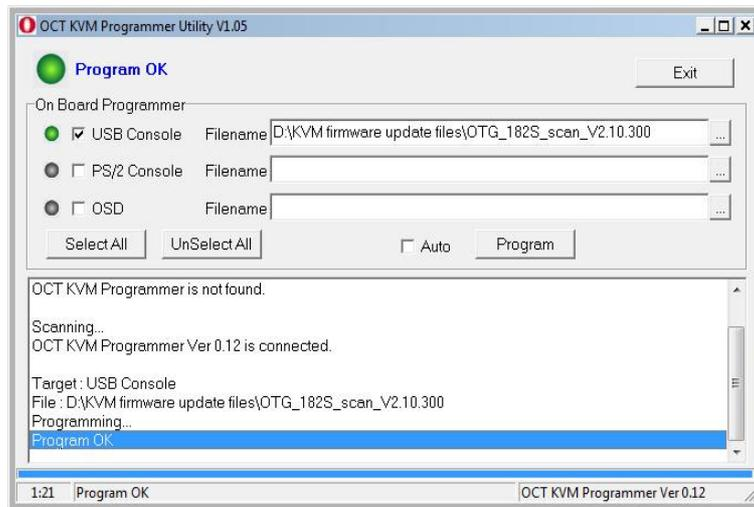 OCT KVM Programmer Utility V1.05
Program OK
Exit
On Board Programmer
USB Console Filename D:\KVM firmware update files\OTG_182S_scan_V2.10.300 ...
PS/2 Console Filename ...
OSD Filename ...
Select All UnSelect All Auto Program
OCT KVM Programmer is not found.
Scanning...
OCT KVM Programmer Ver 0.12 is connected.
Target : USB Console
File : D:\KVM firmware update files\OTG_182S_scan_V2.10.300
Programming...
Program OK
1:21 Program OK OCT KVM Programmer Ver 0.12